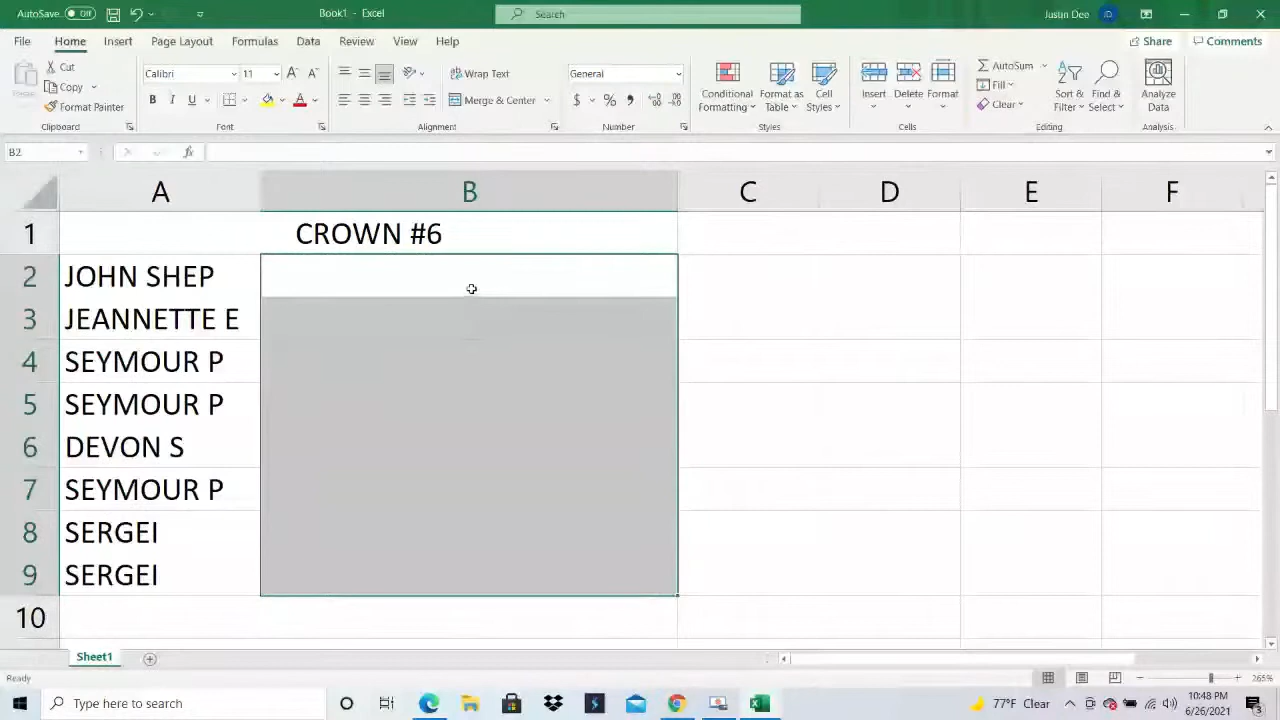 AutoSave Off
Book1 - Excel
Search
Justin Dee
File Home Insert Page Layout Formulas Data Review View Help
Share Comments
Paste
Cut
Copy
Format Painter
Clipboard
Calibri 11
B I U
Font
Wrap Text
Merge & Center
Alignment
General
$ % ,
Number
Conditional Formatting
Format as Table
Cell Styles
Styles
Insert Delete Format
Cells
AutoSum
Fill
Clear
Sort & Filter
Find & Select
Editing
Analyze Data
Analysis
B2 fx
A B C D E F
1 CROWN #6
2 JOHN SHEP
3 JEANNETTE E
4 SEYMOUR P
5 SEYMOUR P
6 DEVON S
7 SEYMOUR P
8 SERGEI
9 SERGEI
10
Sheet1
Ready
265%
Type here to search
77°F Clear
10:48 PM
6/26/2021
3